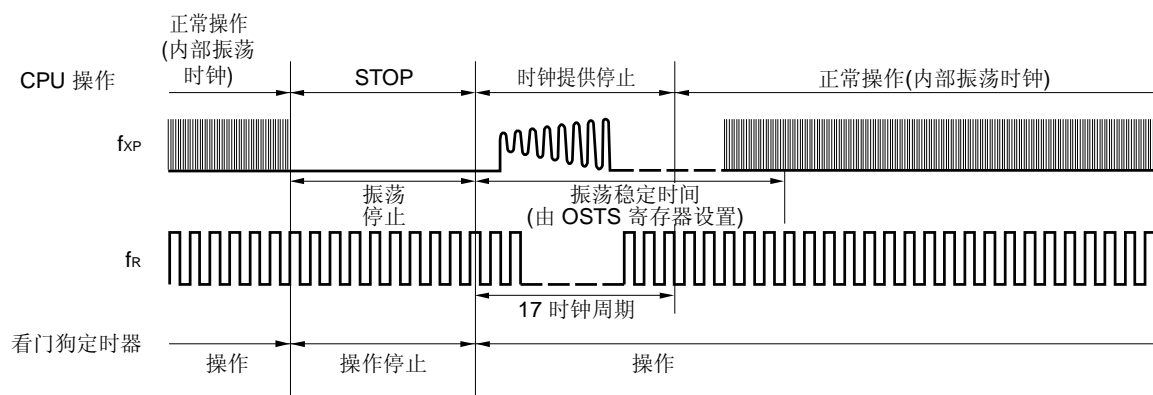 正常操作
(内部振荡
时钟)
CPU 操作
STOP
时钟提供停止
正常操作(内部振荡时钟)
fXP
振荡
停止
振荡稳定时间
(由 OSTS 寄存器设置)
fR
17 时钟周期
看门狗定时器
操作
操作停止
操作